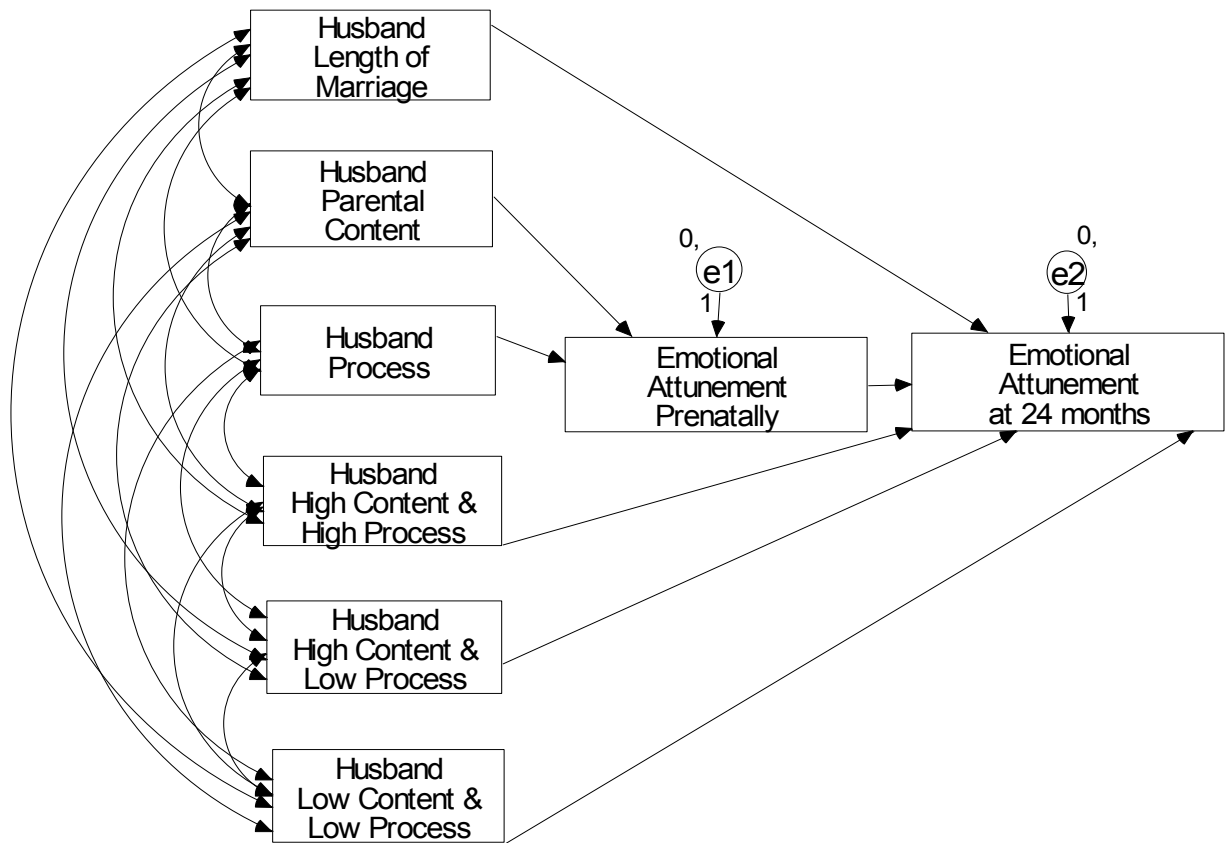 Husband
Length of
Marriage
Husband
Parental
Content
Husband
Process
Husband
High Content &
High Process
Husband
High Content &
Low Process
Husband
Low Content &
Low Process
0,
e1
1
Emotional
Attunement
Prenatally
0,
e2
1
Emotional
Attunement
at 24 months